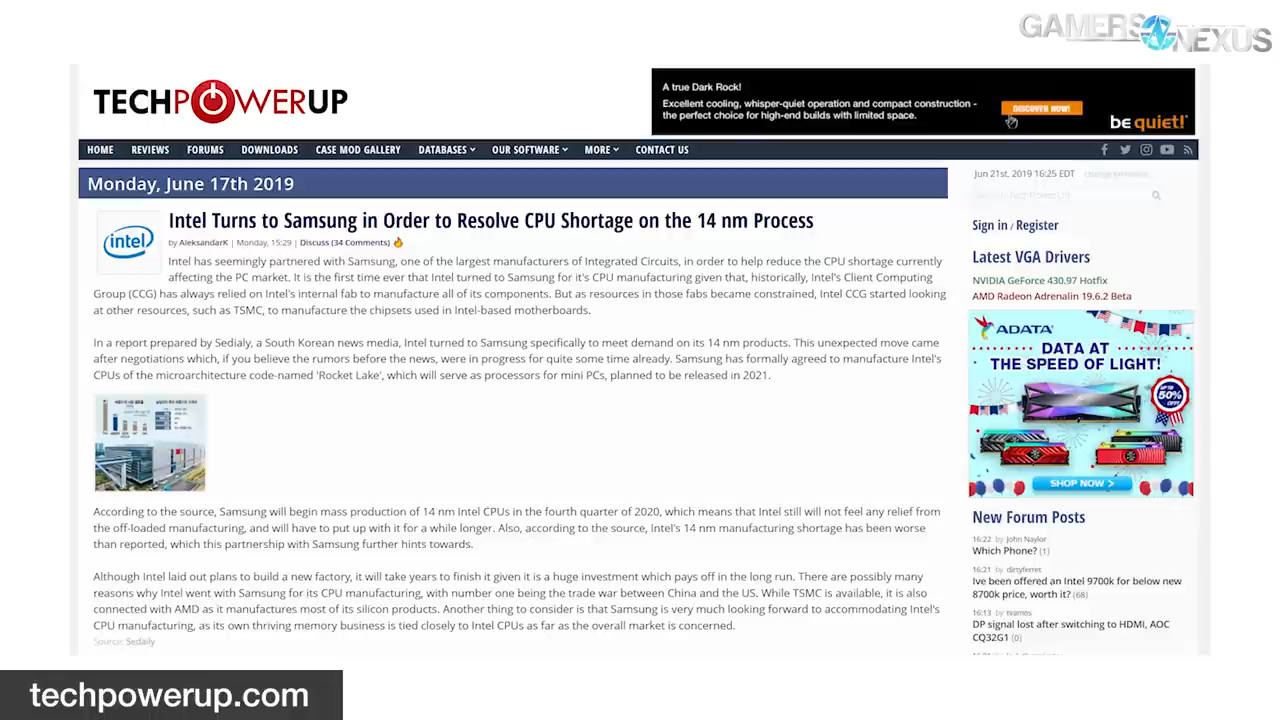 GAMERS NEXUS
TECHPOWERUP
A true Dark Rock!
Excellent cooling, whisper-quiet operation and compact construction -
the perfect choice for high-end builds with limited space.
DISCOVER NOW!
be quiet!
HOME REVIEWS FORUMS DOWNLOADS CASE MOD GALLERY DATABASES OUR SOFTWARE MORE CONTACT US
Monday, June 17th 2019
Intel Turns to Samsung in Order to Resolve CPU Shortage on the 14 nm Process
intel
by AleksandarK | Monday, 15:29 | Discuss (34 Comments)
Intel has seemingly partnered with Samsung, one of the largest manufacturers of Integrated Circuits, in order to help reduce the CPU shortage currently
affecting the PC market. It is the first time ever that Intel turned to Samsung for it's CPU manufacturing given that, historically, Intel's Client Computing
Group (CCG) has always relied on Intel's internal fab to manufacture all of its components. But as resources in those fabs became constrained, Intel CCG started looking
at other resources, such as TSMC, to manufacture the chipsets used in Intel-based motherboards.
In a report prepared by Sedialy, a South Korean news media, Intel turned to Samsung specifically to meet demand on its 14 nm products. This unexpected move came
after negotiations which, if you believe the rumors before the news, were in progress for quite some time already. Samsung has formally agreed to manufacture Intel's
CPUs of the microarchitecture code-named 'Rocket Lake', which will serve as processors for mini PCs, planned to be released in 2021.
According to the source, Samsung will begin mass production of 14 nm Intel CPUs in the fourth quarter of 2020, which means that Intel still will not feel any relief from
the off-loaded manufacturing, and will have to put up with it for a while longer. Also, according to the source, Intel's 14 nm manufacturing shortage has been worse
than reported, which this partnership with Samsung further hints towards.
Although Intel laid out plans to build a new factory, it will take years to finish it given it is a huge investment which pays off in the long run. There are possibly many
reasons why Intel went with Samsung for its CPU manufacturing, with number one being the trade war between China and the US. While TSMC is available, it is also
connected with AMD as it manufactures most of its silicon products. Another thing to consider is that Samsung is very much looking forward to accommodating Intel's
CPU manufacturing, as its own thriving memory business is tied closely to Intel CPUs as far as the overall market is concerned.
Source: Sedaily
Jun 21st, 2019 16:25 EDT
Sign in / Register
Latest VGA Drivers
NVIDIA GeForce 430.97 Hotfix
AMD Radeon Adrenalin 19.6.2 Beta
ADATA
DATA AT
THE SPEED OF LIGHT!
UP TO
50%
OFF!
SHOP NOW >
New Forum Posts
16:22 by John Naylor
Which Phone? (1)
16:21 by dirtyferret
Ive been offered an Intel 9700k for below new
8700k price, worth it? (68)
16:13 by tvamos
DP signal lost after switching to HDMI, AOC
CQ32G1 (0)
techpowerup.com